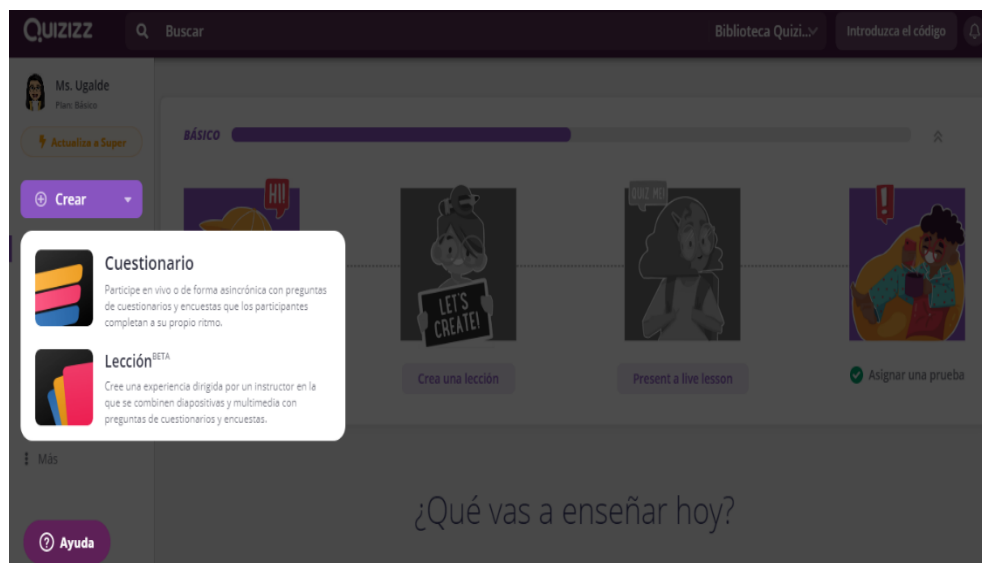 QUIZIZZ
Buscar
Biblioteca Quizi...
Introduzca el código
Ms. Ugalde
Plan: Básico
Actualiza a Super
BÁSICO
Crear
HI!
QUIZ ME!
!
Cuestionario
Participe en vivo o de forma asincrónica con preguntas
de cuestionarios y encuestas que los participantes
completan a su propio ritmo.
LET'S
CREATE!
Lección BETA
Cree una experiencia dirigida por un instructor en la
que se combinen diapositivas y multimedia con
preguntas de cuestionarios y encuestas.
Crea una lección
Present a live lesson
Asignar una prueba
Más
¿Qué vas a enseñar hoy?
Ayuda